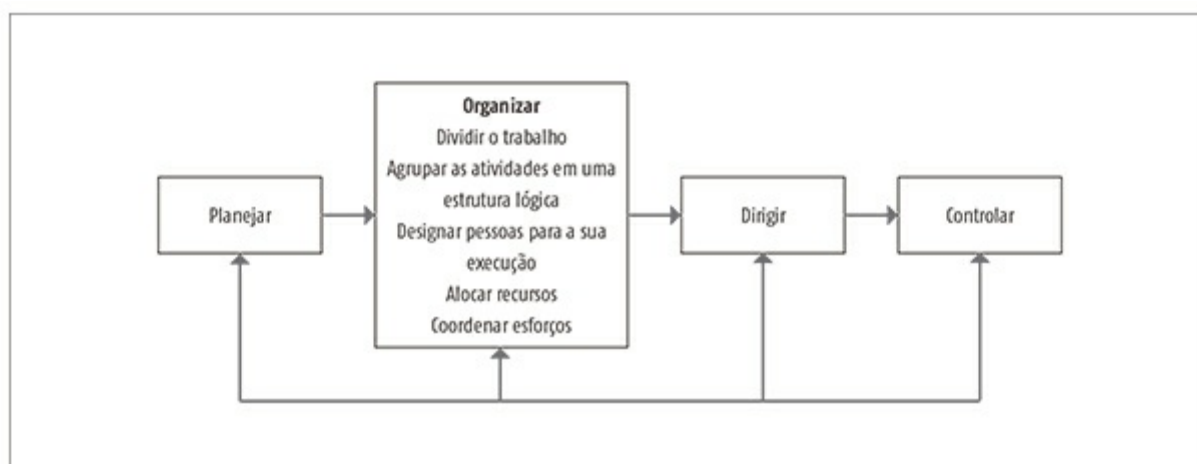 Planejar
Organizar
Dividir o trabalho
Agrupar as atividades em uma
estrutura lógica
Designar pessoas para a sua
execução
Alocar recursos
Coordenar esforços
Dirigir
Controlar